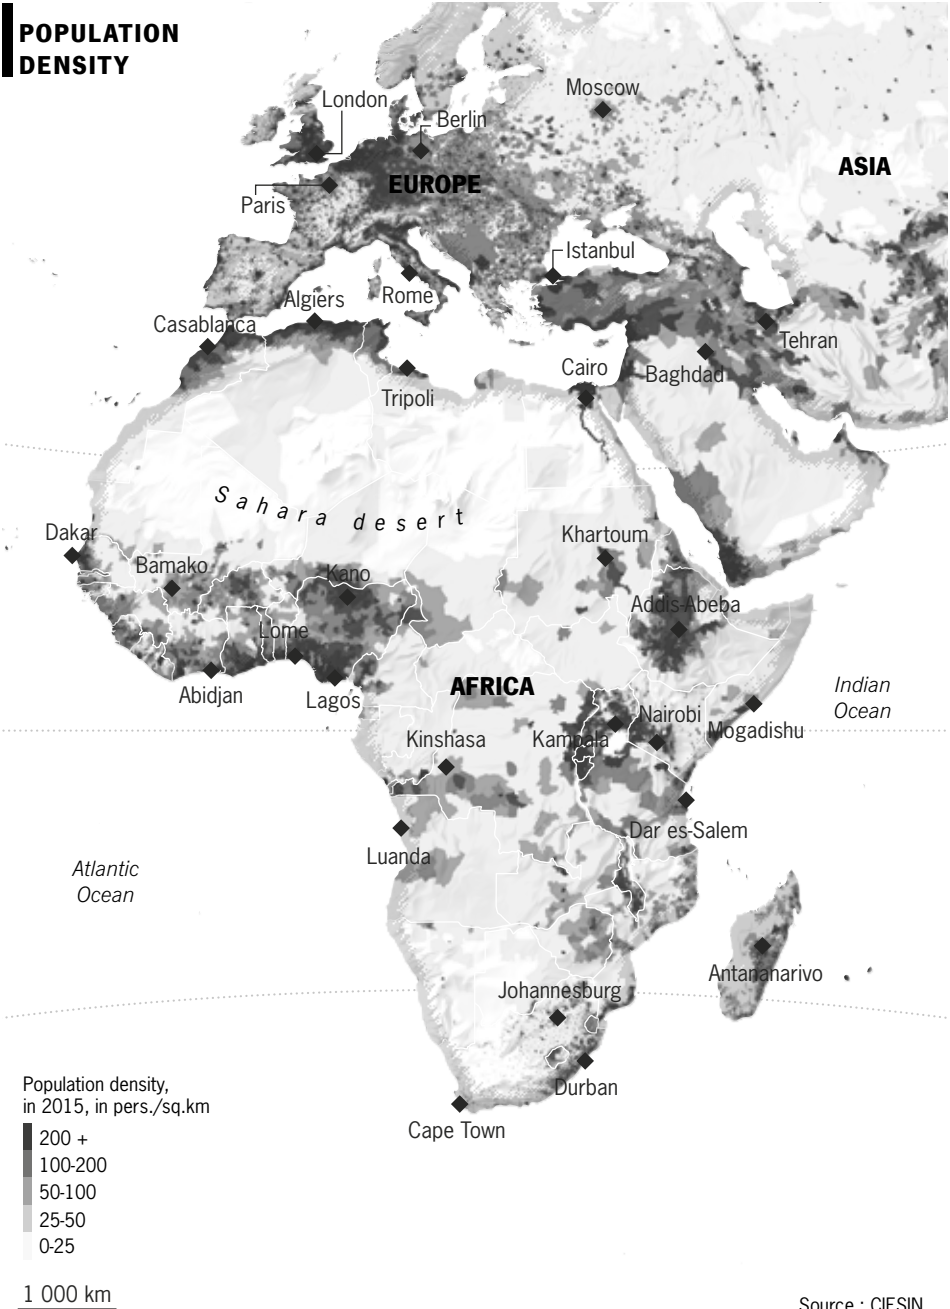 POPULATION
DENSITY
Moscow
London
Berlin
ASIA
EUROPE
Paris
Istanbul
Algiers
Rome
Casablanca
Tehran
Cairo
Baghdad
Tripoli
Sahara desert
Dakar
Khartoum
Bamako
Kano
Addis-Abeba
Lome
AFRICA
Indian
Ocean
Abidjan
Lagos
Nairobi
Mogadishu
Kinshasa
Kampala
Dar es-Salem
Luanda
Atlantic
Ocean
Antananarivo
Johannesburg
Durban
Cape Town
Population density,
in 2015, in pers./sq.km
200 +
100-200
50-100
25-50
0-25
1 000 km
Source : CIESIN